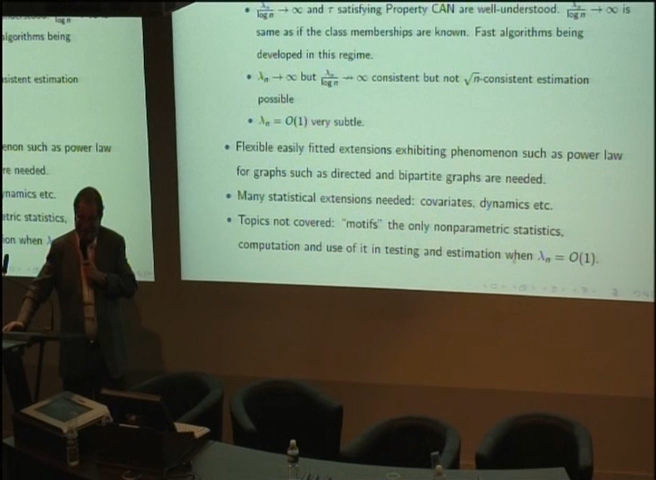 algorithms being
sistent estimation
enon such as power law
re needed.
namics etc.
etric statistics,
ion when λ
• λₙ/log n → ∞ and τ satisfying Property CAN are well-understood. λₙ/log n → ∞ is
same as if the class memberships are known. Fast algorithms being
developed in this regime.
• λₙ → ∞ but λₙ/log n ↛ ∞ consistent but not √n-consistent estimation
possible
• λₙ = O(1) very subtle.
• Flexible easily fitted extensions exhibiting phenomenon such as power law
for graphs such as directed and bipartite graphs are needed.
• Many statistical extensions needed: covariates, dynamics etc.
• Topics not covered: "motifs" the only nonparametric statistics,
computation and use of it in testing and estimation when λₙ = O(1).